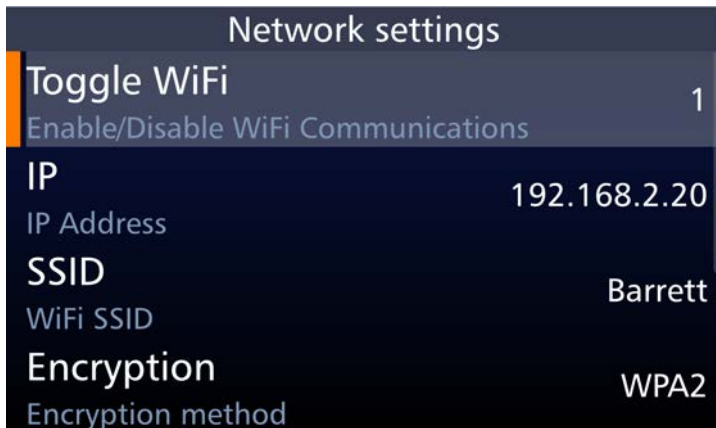 Network settings
Toggle WiFi
1
Enable/Disable WiFi Communications
IP
192.168.2.20
IP Address
SSID
Barrett
WiFi SSID
Encryption
WPA2
Encryption method